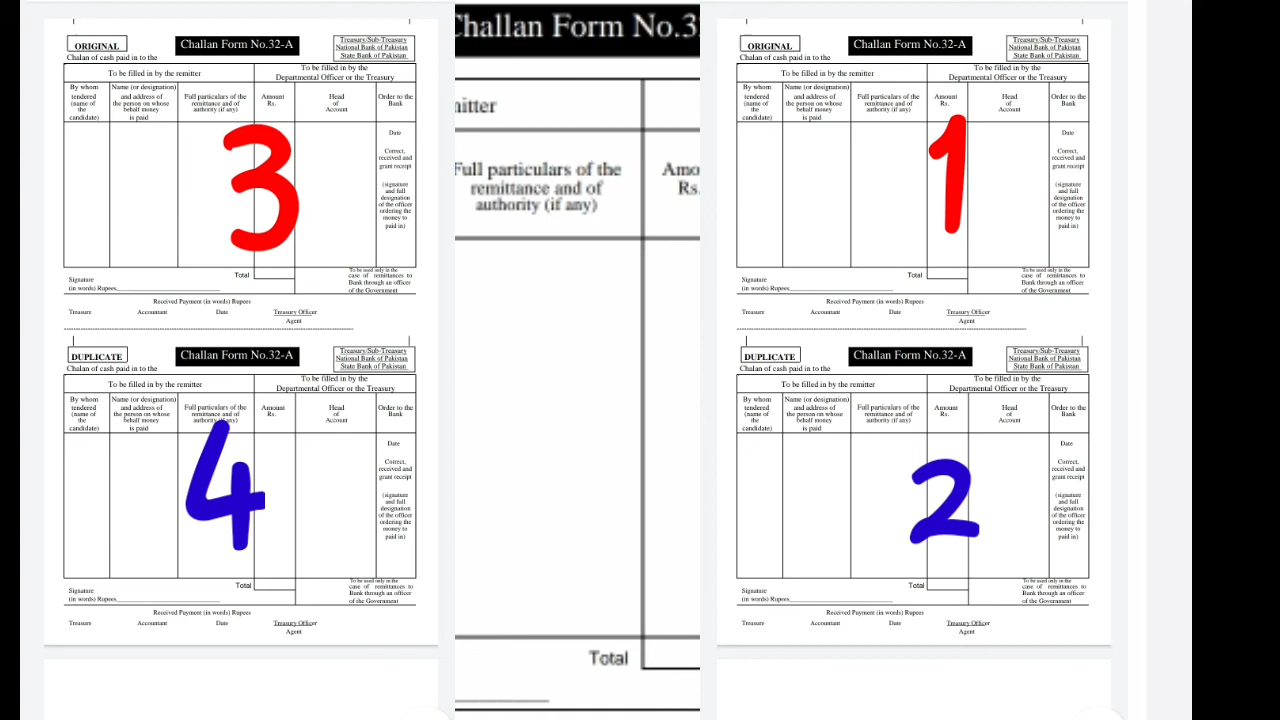 ORIGINAL
Challan Form No.32-A
Treasury/Sub-Treasury
National Bank of Pakistan
State Bank of Pakistan
Chalan of cash paid in to the
To be filled in by the remitter
To be filled in by the
Departmental Officer or the Treasury
By whom
tendered
(name of
the
candidate)
Name (or designation)
and address of
the person on whose
behalf money
is paid
Full particulars of the
remittance and of
authority (if any)
Amount
Rs.
Head
of
Account
Order to the
Bank
3
Date
Correct,
received and
grant receipt
(signature
and full
designation
of the officer
ordering the
money to
paid in)
Total
Signature
(in words) Rupees
To be used only in the
case of remittances to
Bank through an officer
of the Government
Received Payment (in words) Rupees
Treasure Accountant Date Treasury Officer
Agent
DUPLICATE
Challan Form No.32-A
Treasury/Sub-Treasury
National Bank of Pakistan
State Bank of Pakistan
Chalan of cash paid in to the
To be filled in by the remitter
To be filled in by the
Departmental Officer or the Treasury
By whom
tendered
(name of
the
candidate)
Name (or designation)
and address of
the person on whose
behalf money
is paid
Full particulars of the
remittance and of
authority (if any)
Amount
Rs.
Head
of
Account
Order to the
Bank
4
Date
Correct,
received and
grant receipt
(signature
and full
designation
of the officer
ordering the
money to
paid in)
Total
Signature
(in words) Rupees
To be used only in the
case of remittances to
Bank through an officer
of the Government
Received Payment (in words) Rupees
Treasure Accountant Date Treasury Officer
Agent
Challan Form No.3
nitter
Full particulars of the
remittance and of
authority (if any)
Amo
Rs.
Total
ORIGINAL
Challan Form No.32-A
Treasury/Sub-Treasury
National Bank of Pakistan
State Bank of Pakistan
Chalan of cash paid in to the
To be filled in by the remitter
To be filled in by the
Departmental Officer or the Treasury
By whom
tendered
(name of
the
candidate)
Name (or designation)
and address of
the person on whose
behalf money
is paid
Full particulars of the
remittance and of
authority (if any)
Amount
Rs.
Head
of
Account
Order to the
Bank
1
Date
Correct,
received and
grant receipt
(signature
and full
designation
of the officer
ordering the
money to
paid in)
Total
Signature
(in words) Rupees
To be used only in the
case of remittances to
Bank through an officer
of the Government
Received Payment (in words) Rupees
Treasure Accountant Date Treasury Officer
Agent
DUPLICATE
Challan Form No.32-A
Treasury/Sub-Treasury
National Bank of Pakistan
State Bank of Pakistan
Chalan of cash paid in to the
To be filled in by the remitter
To be filled in by the
Departmental Officer or the Treasury
By whom
tendered
(name of
the
candidate)
Name (or designation)
and address of
the person on whose
behalf money
is paid
Full particulars of the
remittance and of
authority (if any)
Amount
Rs.
Head
of
Account
Order to the
Bank
2
Date
Correct,
received and
grant receipt
(signature
and full
designation
of the officer
ordering the
money to
paid in)
Total
Signature
(in words) Rupees
To be used only in the
case of remittances to
Bank through an officer
of the Government
Received Payment (in words) Rupees
Treasure Accountant Date Treasury Officer
Agent